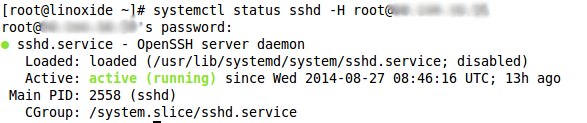 [root@linoxide ~]# systemctl status sshd -H root@
root@'s password:
● sshd.service - OpenSSH server daemon
Loaded: loaded (/usr/lib/systemd/system/sshd.service; disabled)
Active: active (running) since Wed 2014-08-27 08:46:16 UTC; 13h ago
Main PID: 2558 (sshd)
CGroup: /system.slice/sshd.service